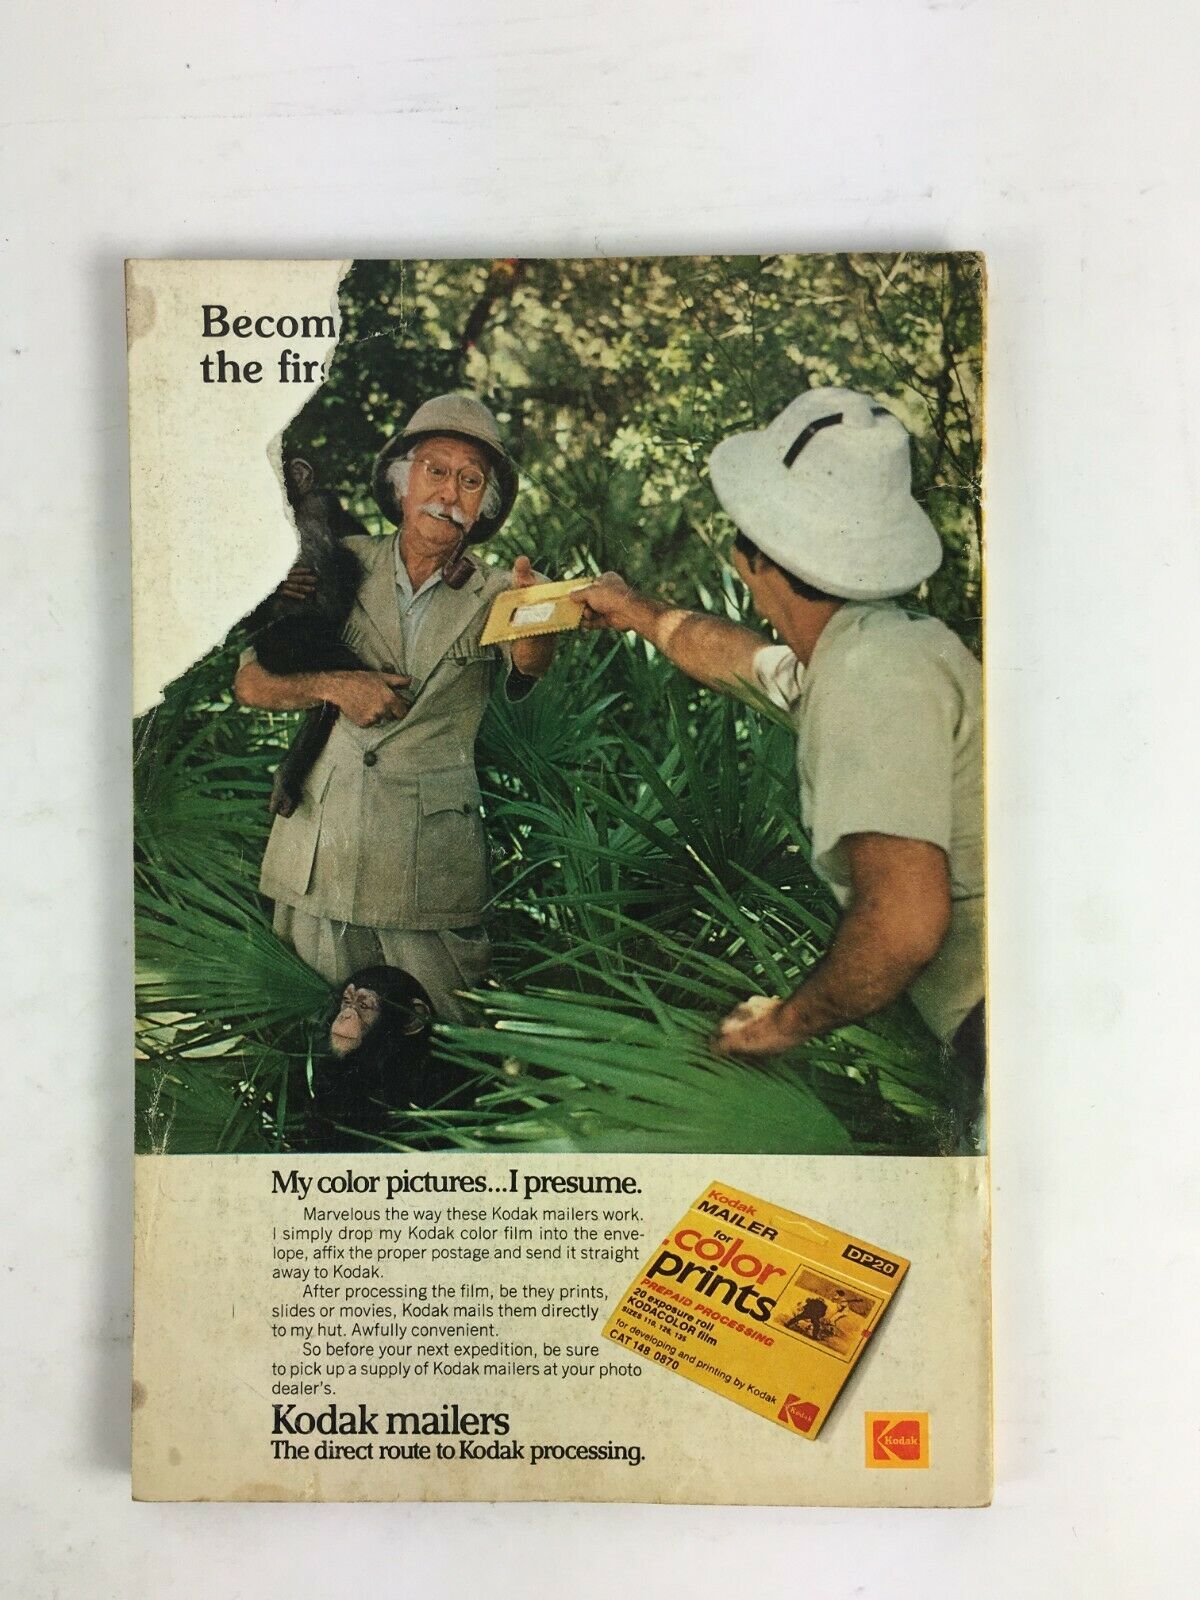 Becom
the firs
My color pictures...I presume.
Marvelous the way these Kodak mailers work.
I simply drop my Kodak color film into the enve-
lope, affix the proper postage and send it straight
away to Kodak.
After processing the film, be they prints,
slides or movies, Kodak mails them directly
to my hut. Awfully convenient.
So before your next expedition, be sure
to pick up a supply of Kodak mailers at your photo
dealer's.
Kodak mailers
The direct route to Kodak processing.
Kodak
MAILER
for
color
prints
DP20
PREPAID PROCESSING
20 exposure roll
KODACOLOR film
SIZES 110, 126, 135
for developing and printing by Kodak
CAT 148 0870
Kodak
Kodak